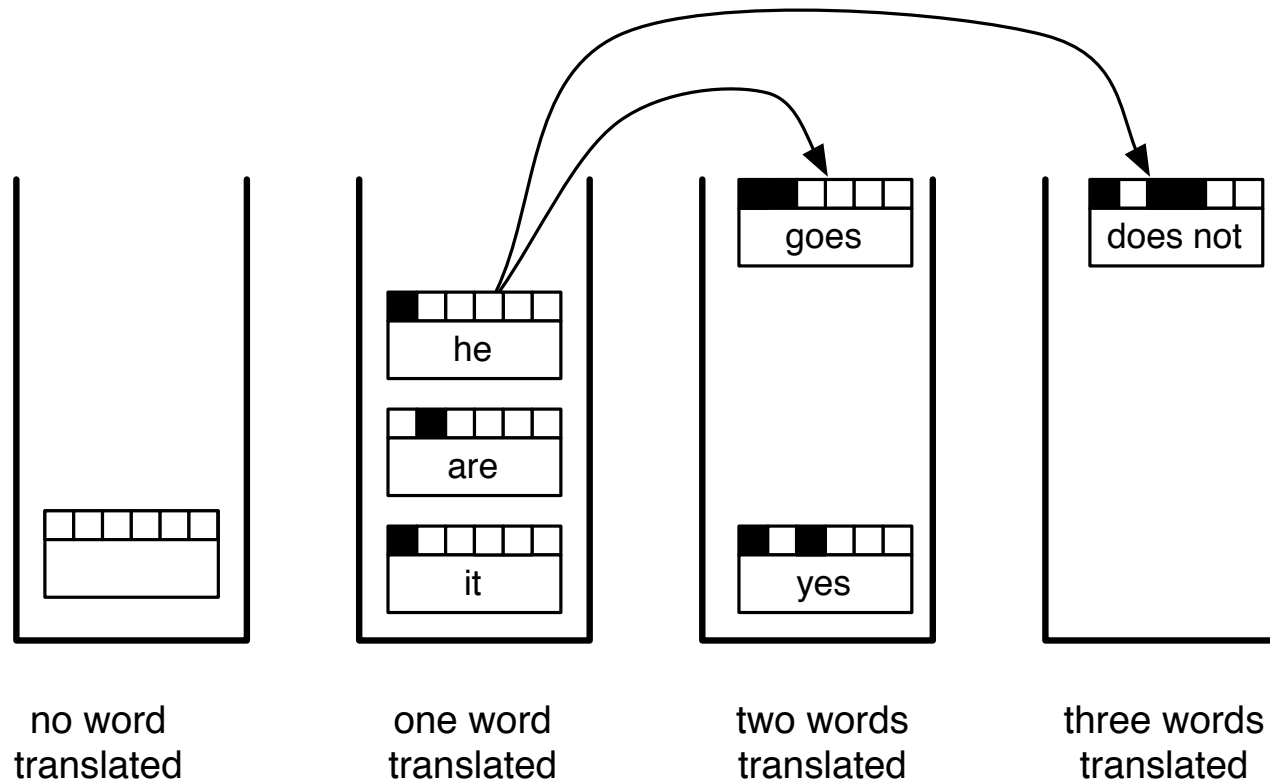 goes
does not
he
are
it
yes
no word
translated
one word
translated
two words
translated
three words
translated